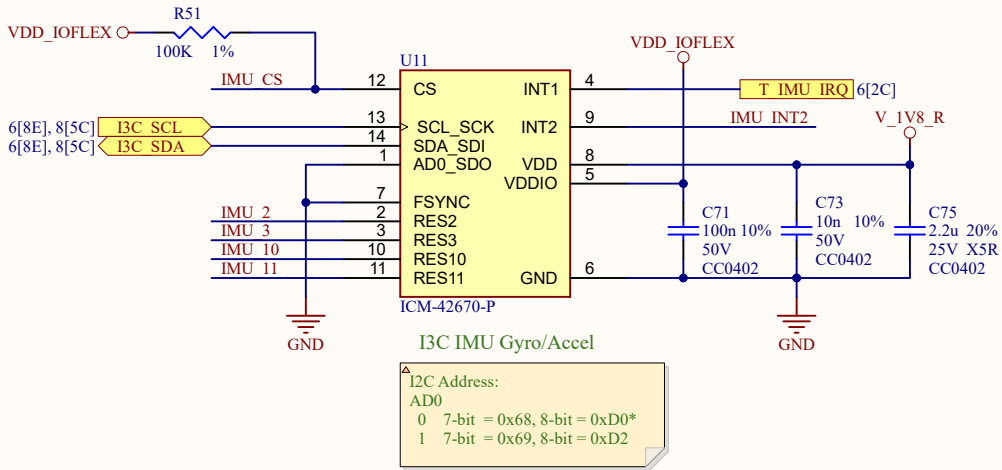 R51
VDD_IOFLEX
100K 1%
IMU_CS
U11
12 CS
6[8E], 8[5C] I3C_SCL 13 SCL_SCK
6[8E], 8[5C] I3C_SDA 14 SDA_SDI
1 AD0_SDO
7 FSYNC
IMU_2 2 RES2
IMU_3 3 RES3
IMU_10 10 RES10
IMU_11 11 RES11
INT1 4 T_IMU_IRQ 6[2C]
INT2 9 IMU_INT2
VDD 8
VDDIO 5
GND 6
ICM-42670-P
VDD_IOFLEX
V_1V8_R
C71
100n 10%
50V
CC0402
C73
10n 10%
50V
CC0402
C75
2.2u 20%
25V X5R
CC0402
GND
GND
I3C IMU Gyro/Accel
I2C Address:
AD0
0 7-bit = 0x68, 8-bit = 0xD0*
1 7-bit = 0x69, 8-bit = 0xD2